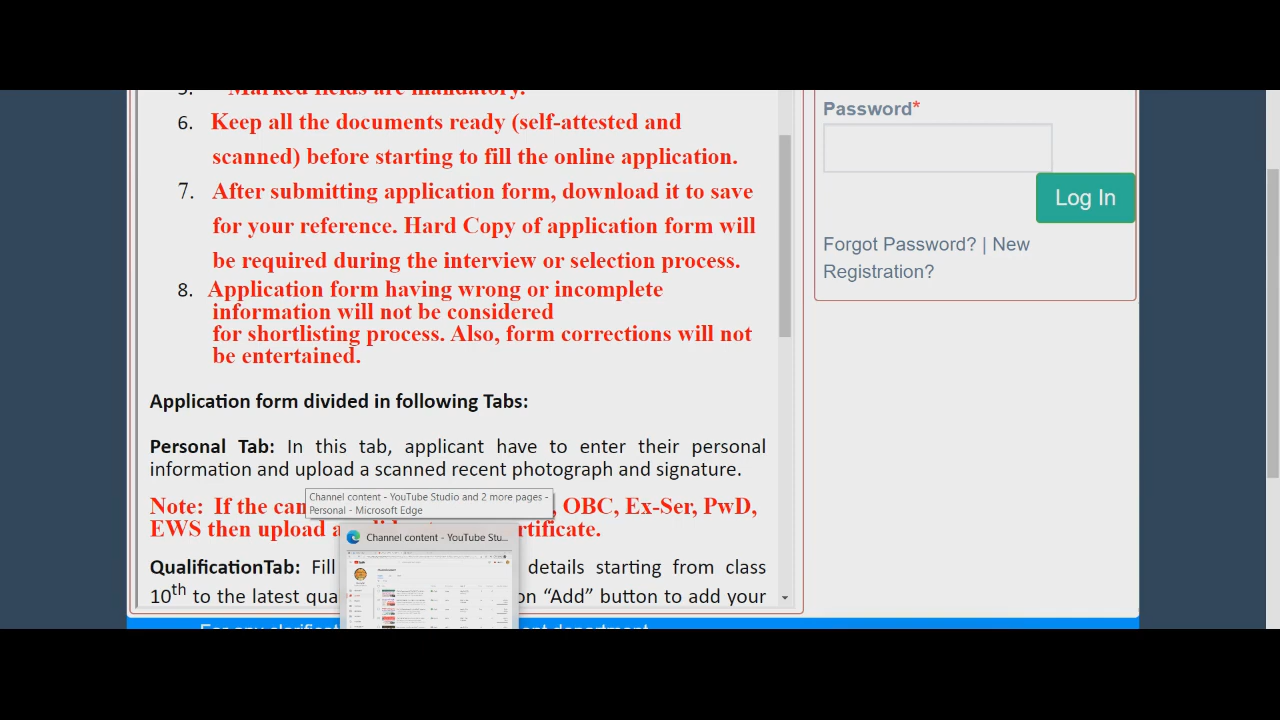 5. Marked fields are mandatory.
6. Keep all the documents ready (self-attested and
scanned) before starting to fill the online application.
7. After submitting application form, download it to save
for your reference. Hard Copy of application form will
be required during the interview or selection process.
8. Application form having wrong or incomplete
information will not be considered
for shortlisting process. Also, form corrections will not
be entertained.
Application form divided in following Tabs:
Personal Tab: In this tab, applicant have to enter their personal
information and upload a scanned recent photograph and signature.
Note: If the can , OBC, Ex-Ser, PwD,
EWS then upload
QualificationTab: Fill details starting from class
10th to the latest on "Add" button to add your
Channel content - YouTube Studio and 2 more pages -
Personal - Microsoft Edge
Channel content - YouTube Stu...
Password*
Log In
Forgot Password? | New
Registration?